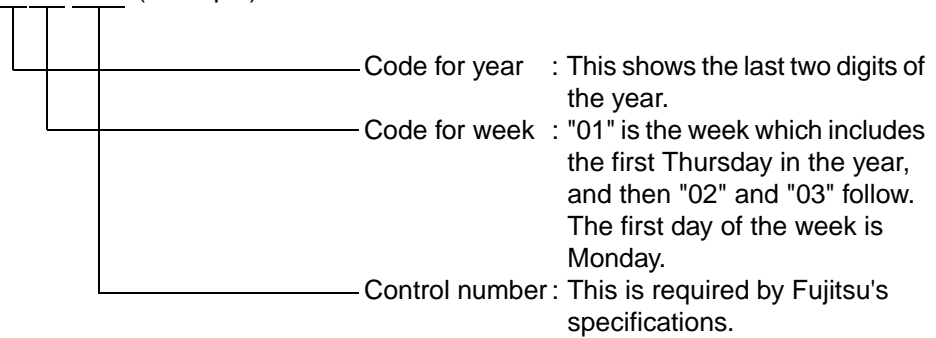 Code for year : This shows the last two digits of
the year.
Code for week : "01" is the week which includes
the first Thursday in the year,
and then "02" and "03" follow.
The first day of the week is
Monday.
Control number : This is required by Fujitsu's
specifications.